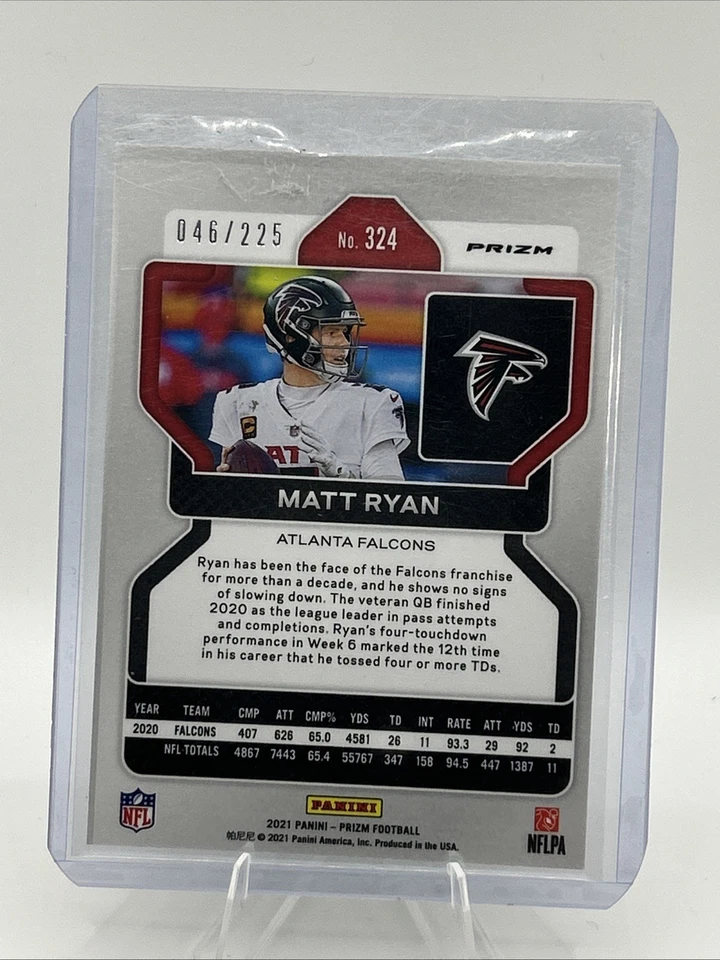 046/225
No. 324
PRIZM
AT
MATT RYAN
ATLANTA FALCONS
Ryan has been the face of the Falcons franchise
for more than a decade, and he shows no signs
of slowing down. The veteran QB finished
2020 as the league leader in pass attempts
and completions. Ryan's four-touchdown
performance in Week 6 marked the 12th time
in his career that he tossed four or more TDs.
YEAR TEAM CMP ATT CMP% YDS TD INT RATE ATT YDS TD
2020 FALCONS 407 626 65.0 4581 26 11 93.3 29 92 2
NFL TOTALS 4867 7443 65.4 55767 347 158 94.5 447 1387 11
NFL
PANINI
NFLPA
2021 PANINI – PRIZM FOOTBALL
帕尼尼 © 2021 Panini America, Inc. Produced in the USA.